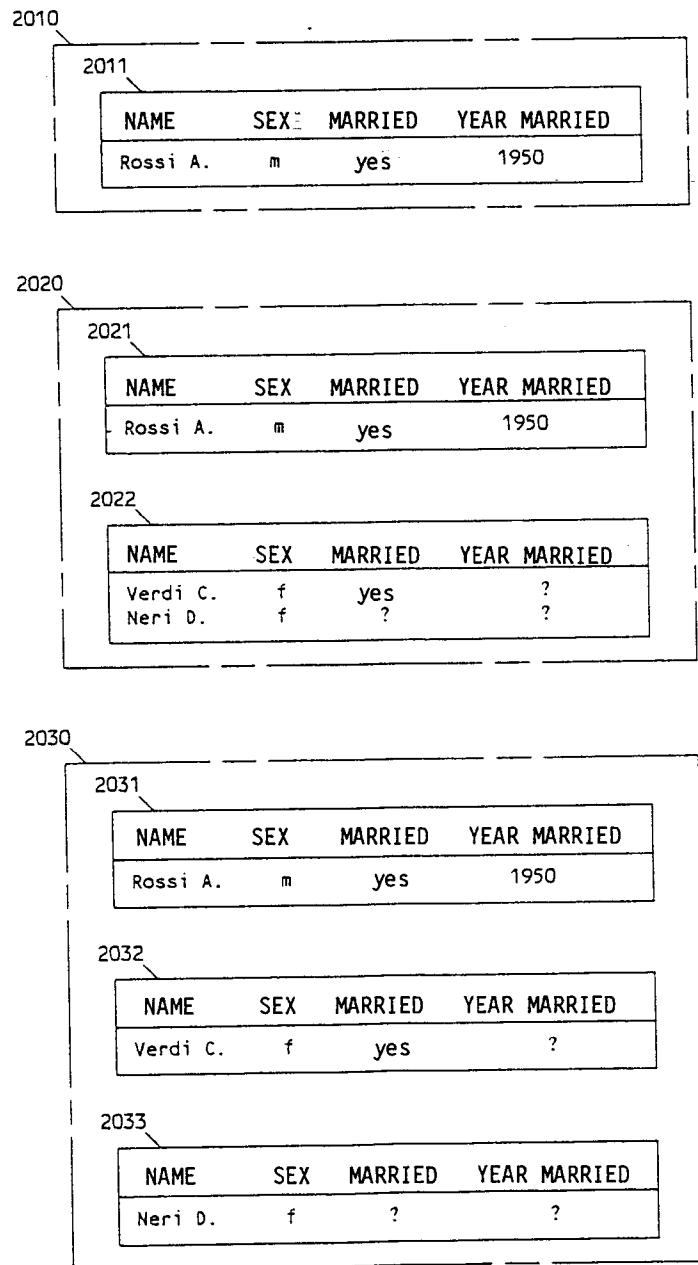 2010
2011
NAME SEX MARRIED YEAR MARRIED
Rossi A. m yes 1950
2020
2021
NAME SEX MARRIED YEAR MARRIED
Rossi A. m yes 1950
2022
NAME SEX MARRIED YEAR MARRIED
Verdi C. f yes ?
Neri D. f ? ?
2030
2031
NAME SEX MARRIED YEAR MARRIED
Rossi A. m yes 1950
2032
NAME SEX MARRIED YEAR MARRIED
Verdi C. f yes ?
2033
NAME SEX MARRIED YEAR MARRIED
Neri D. f ? ?